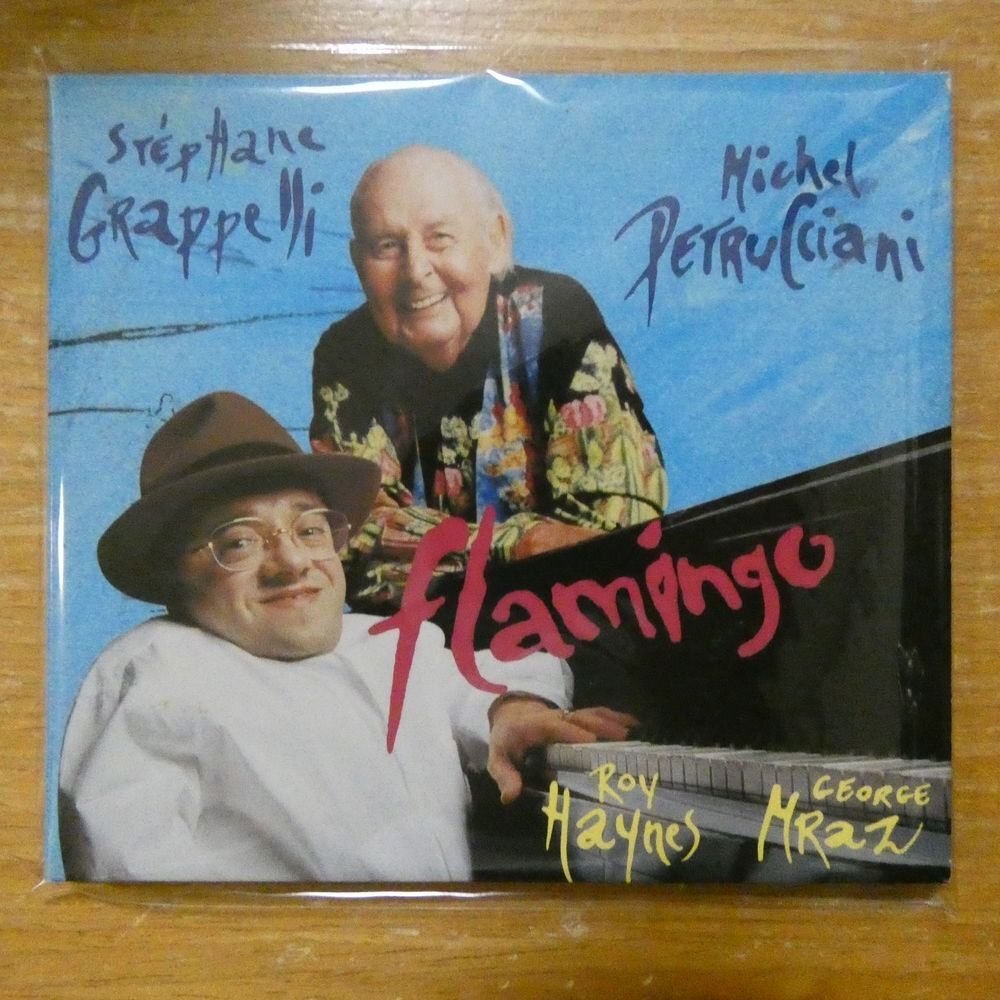 Stéphane
Grappelli
Michel
Petrucciani
flamingo
Roy
Haynes
George
Mraz